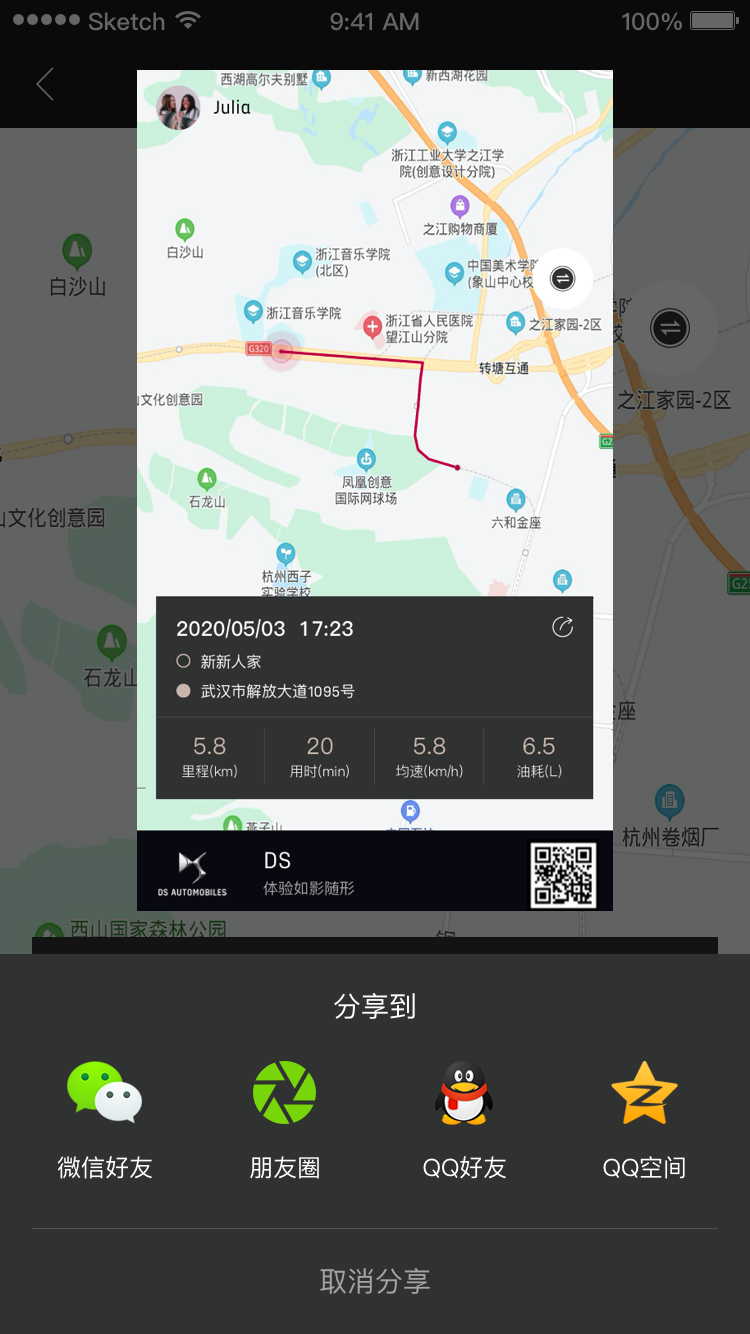 Sketch
9:41 AM
100%
西湖高尔夫别墅
新西湖花园
Julia
浙江工业大学之江学
院(创意设计分院)
之江购物商厦
白沙山
浙江音乐学院
(北区)
中国美术学院
(象山中心校
浙江音乐学院
浙江省人民医院
望江山分院
之江家园-2区
G320
转塘互通
山文化创意园
G2
凤凰创意
国际网球场
石龙山
六和金座
杭州西子
实验学校
2020/05/03 17:23
新新人家
武汉市解放大道1095号
5.8
里程(km)
20
用时(min)
5.8
均速(km/h)
6.5
油耗(L)
燕子山
DS AUTOMOBILES
DS
体验如影随形
白沙山
之江家园-2区
山文化创意园
G2
石龙山
座
杭州卷烟厂
西山国家森林公园
分享到
微信好友
朋友圈
QQ好友
QQ空间
取消分享